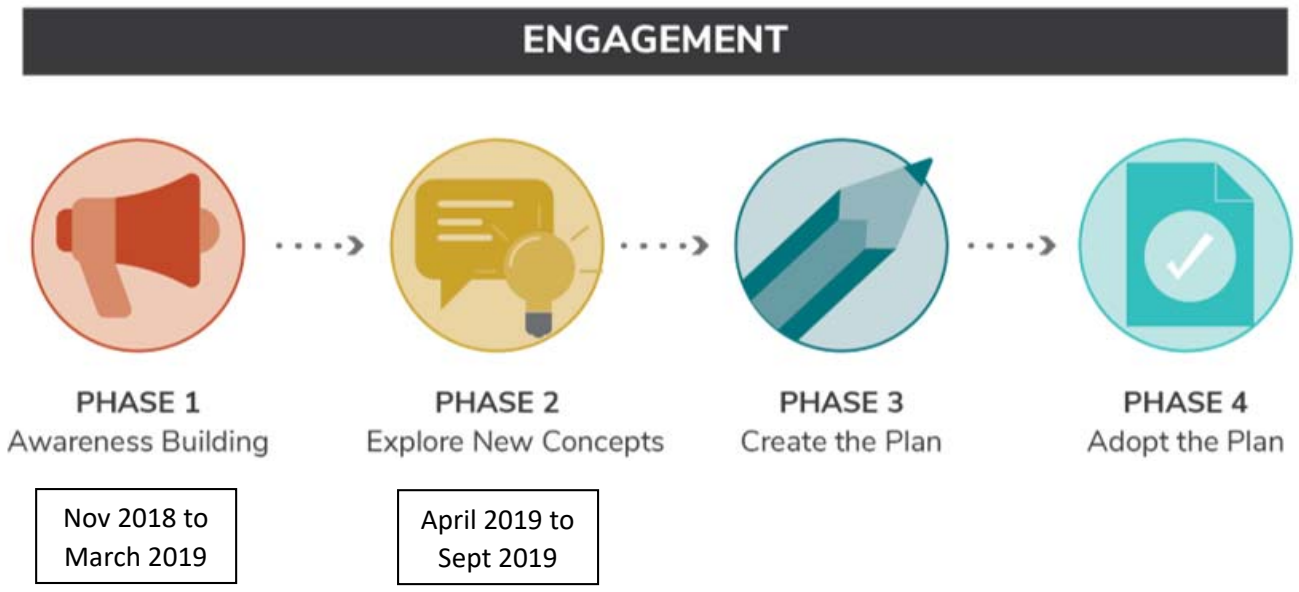 ENGAGEMENT
PHASE 1
Awareness Building
Nov 2018 to
March 2019
PHASE 2
Explore New Concepts
April 2019 to
Sept 2019
PHASE 3
Create the Plan
PHASE 4
Adopt the Plan